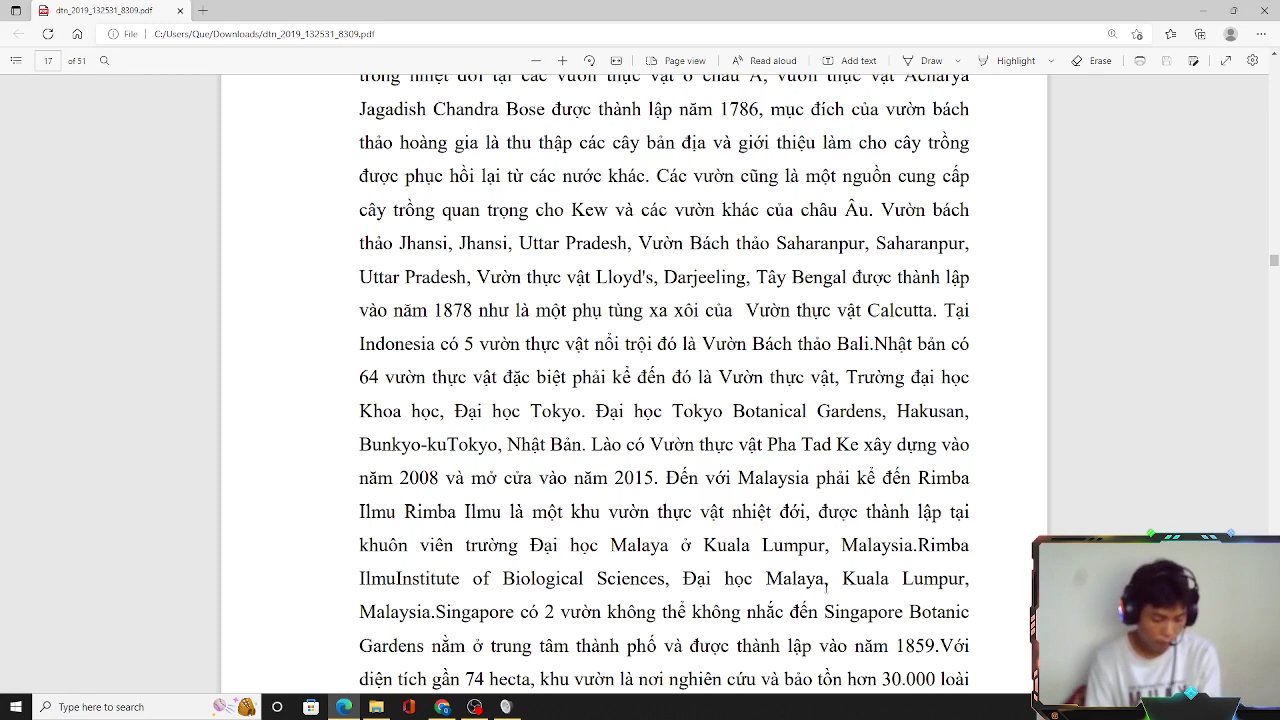 dtn_2019_132531_8309.pdf
File C:/Users/Que/Downloads/dtn_2019_132531_8309.pdf
17 of 51 Page view Read aloud Add text Draw Highlight Erase
trong nhiệt đới tại các vườn thực vật ở châu Á, vườn thực vật Acharya
Jagadish Chandra Bose được thành lập năm 1786, mục đích của vườn bách
thảo hoàng gia là thu thập các cây bản địa và giới thiệu làm cho cây trồng
được phục hồi lại từ các nước khác. Các vườn cũng là một nguồn cung cấp
cây trồng quan trọng cho Kew và các vườn khác của châu Âu. Vườn bách
thảo Jhansi, Jhansi, Uttar Pradesh, Vườn Bách thảo Saharanpur, Saharanpur,
Uttar Pradesh, Vườn thực vật Lloyd's, Darjeeling, Tây Bengal được thành lập
vào năm 1878 như là một phụ tùng xa xôi của Vườn thực vật Calcutta. Tại
Indonesia có 5 vườn thực vật nổi trội đó là Vườn Bách thảo Bali.Nhật bản có
64 vườn thực vật đặc biệt phải kể đến đó là Vườn thực vật, Trường đại học
Khoa học, Đại học Tokyo. Đại học Tokyo Botanical Gardens, Hakusan,
Bunkyo-kuTokyo, Nhật Bản. Lào có Vườn thực vật Pha Tad Ke xây dựng vào
năm 2008 và mở cửa vào năm 2015. Đến với Malaysia phải kể đến Rimba
Ilmu Rimba Ilmu là một khu vườn thực vật nhiệt đới, được thành lập tại
khuôn viên trường Đại học Malaya ở Kuala Lumpur, Malaysia.Rimba
IlmuInstitute of Biological Sciences, Đại học Malaya, Kuala Lumpur,
Malaysia.Singapore có 2 vườn không thể không nhắc đến Singapore Botanic
Gardens nằm ở trung tâm thành phố và được thành lập vào năm 1859.Với
diện tích gần 74 hecta, khu vườn là nơi nghiên cứu và bảo tồn hơn 30.000 loài
Type here to search